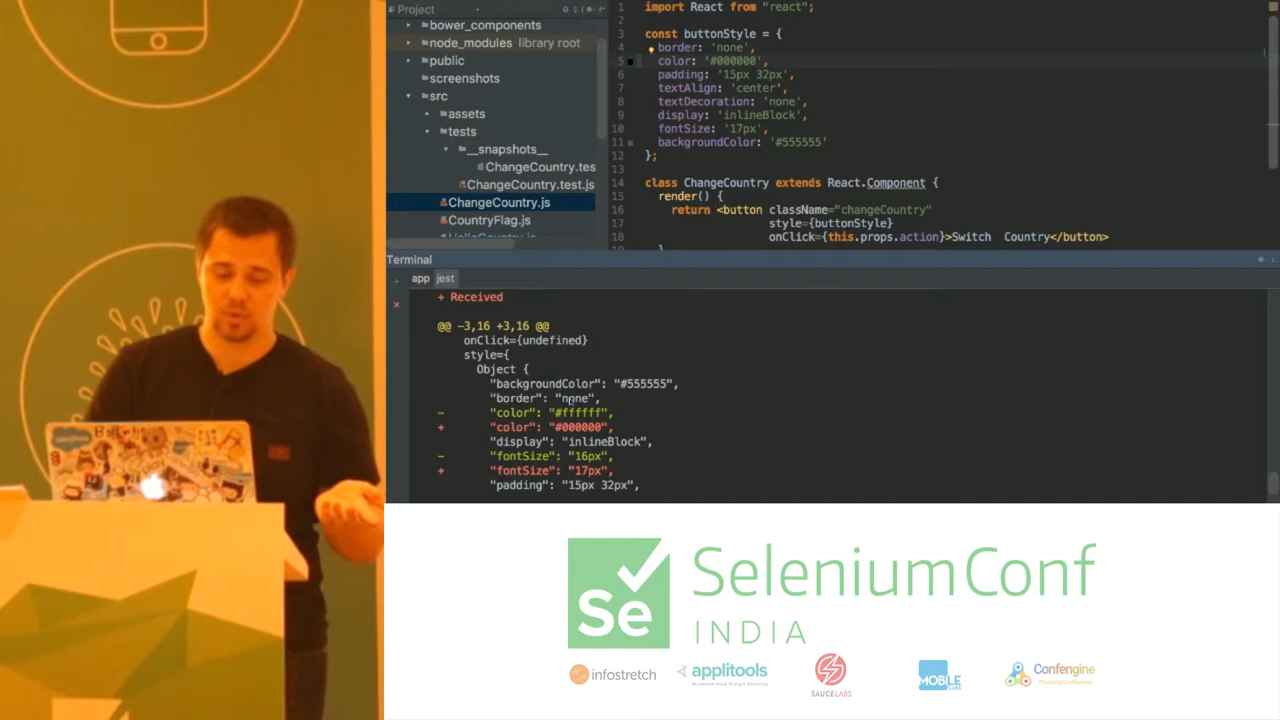 Project
bower_components
node_modules library root
public
screenshots
src
assets
tests
__snapshots__
ChangeCountry.tes
ChangeCountry.test.js
ChangeCountry.js
CountryFlag.js
HelloCountry.js
1 import React from "react";
2
3 const buttonStyle = {
4 border: 'none',
5 color: '#000000',
6 padding: '15px 32px',
7 textAlign: 'center',
8 textDecoration: 'none',
9 display: 'inlineBlock',
10 fontSize: '17px',
11 backgroundColor: '#555555'
12 };
13
14 class ChangeCountry extends React.Component {
15 render() {
16 return <button className="changeCountry"
17 style={buttonStyle}
18 onClick={this.props.action}>Switch  Country</button>
Terminal
app jest
+ Received
@@ -3,16 +3,16 @@
onClick={undefined}
style={
Object {
"backgroundColor": "#555555",
"border": "none",
- "color": "#ffffff",
+ "color": "#000000",
"display": "inlineBlock",
- "fontSize": "16px",
+ "fontSize": "17px",
"padding": "15px 32px",
Se
SeleniumConf
INDIA
infostretch
applitools
SAUCELABS
MOBILE
LABS
Confengine